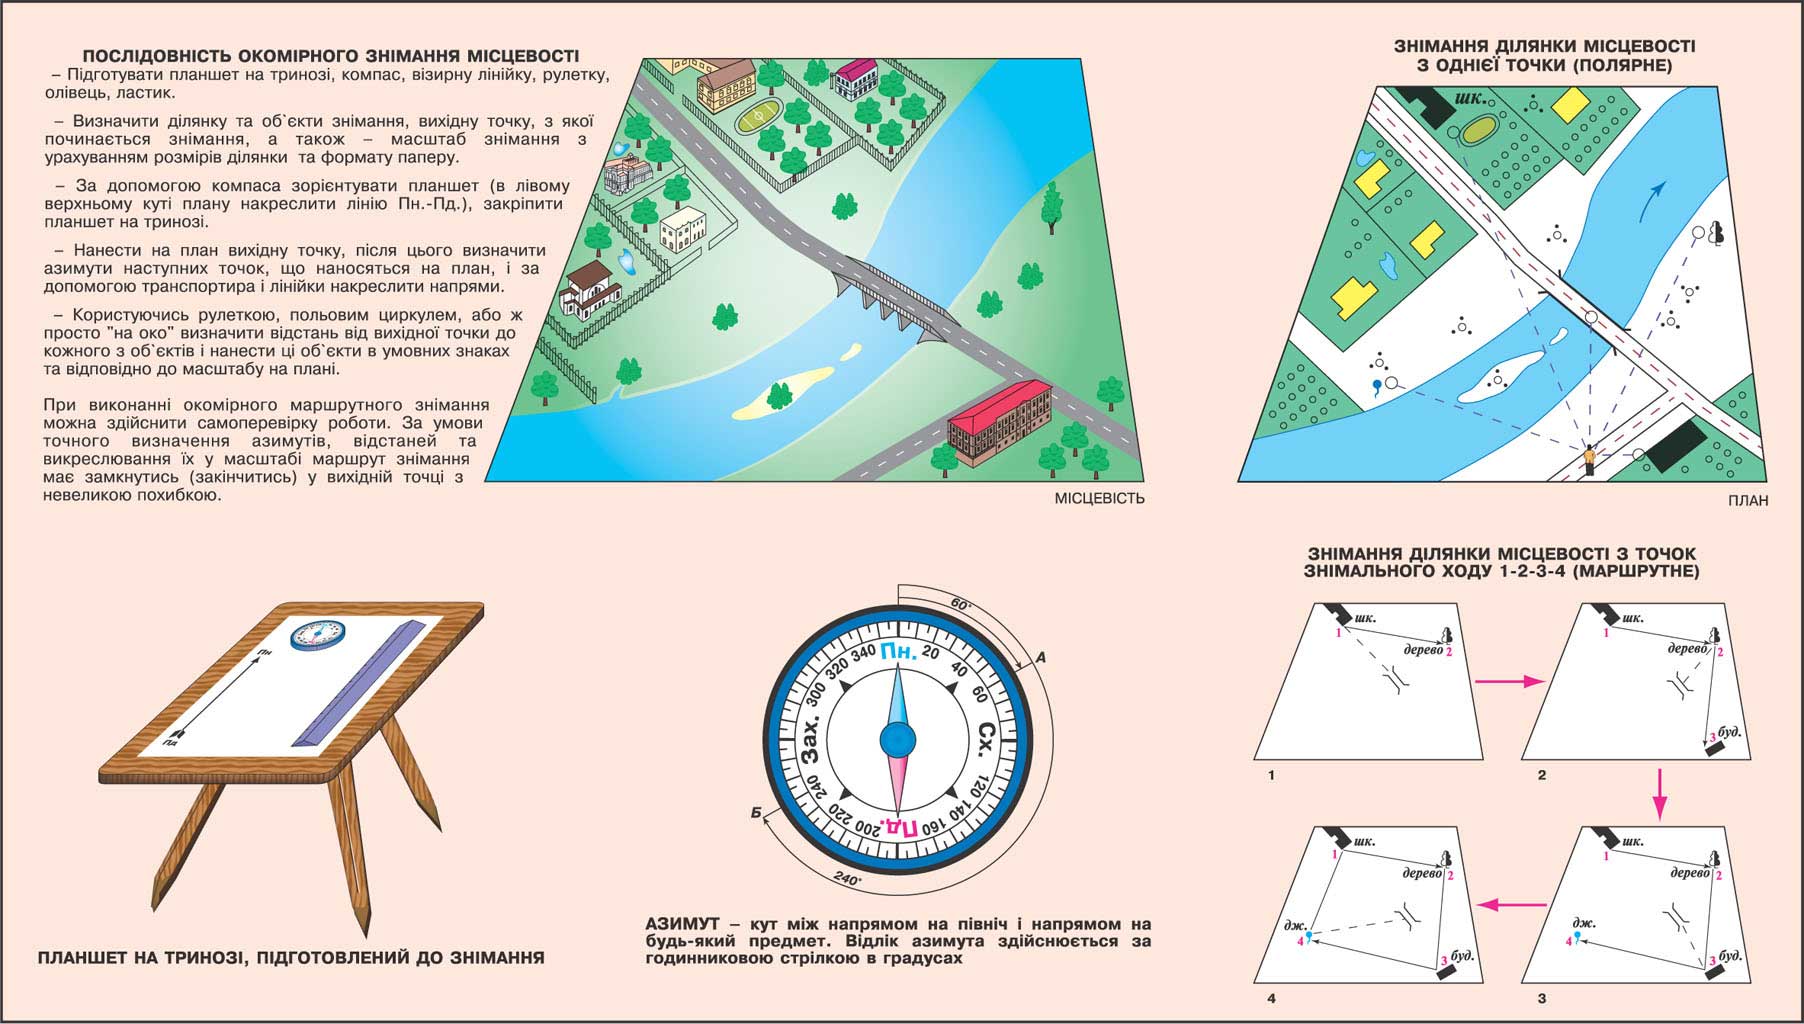 ПОСЛІДОВНІСТЬ ОКОМІРНОГО ЗНІМАННЯ МІСЦЕВОСТІ
– Підготувати планшет на тринозі, компас, візирну лінійку, рулетку,
олівець, ластик.
– Визначити ділянку та об`єкти знімання, вихідну точку, з якої
починається знімання, а також – масштаб знімання з
урахуванням розмірів ділянки та формату паперу.
– За допомогою компаса зорієнтувати планшет (в лівому
верхньому куті плану накреслити лінію Пн.-Пд.), закріпити
планшет на тринозі.
– Нанести на план вихідну точку, після цього визначити
азимути наступних точок, що наносяться на план, і за
допомогою транспортира і лінійки накреслити напрями.
– Користуючись рулеткою, польовим циркулем, або ж
просто "на око" визначити відстань від вихідної точки до
кожного з об`єктів і нанести ці об`єкти в умовних знаках
та відповідно до масштабу на плані.
При виконанні окомірного маршрутного знімання
можна здійснити самоперевірку роботи. За умови
точного визначення азимутів, відстаней та
викреслювання їх у масштабі маршрут знімання
має замкнутись (закінчитись) у вихідній точці з
невеликою похибкою.
МІСЦЕВІСТЬ
ЗНІМАННЯ ДІЛЯНКИ МІСЦЕВОСТІ
З ОДНІЄЇ ТОЧКИ (ПОЛЯРНЕ)
шк.
ПЛАН
Пн
Пд
ПЛАНШЕТ НА ТРИНОЗІ, ПІДГОТОВЛЕНИЙ ДО ЗНІМАННЯ
60°
А
Пн.
20
40
60
Сх.
120
140
160
Пд.
200
220
240
Зах.
300
320
340
Б
240°
АЗИМУТ – кут між напрямом на північ і напрямом на
будь-який предмет. Відлік азимута здійснюється за
годинниковою стрілкою в градусах
ЗНІМАННЯ ДІЛЯНКИ МІСЦЕВОСТІ З ТОЧОК
ЗНІМАЛЬНОГО ХОДУ 1-2-3-4 (МАРШРУТНЕ)
шк.
1
дерево 2
1
шк.
1
дерево
2
3 буд.
2
шк.
1
дерево
2
дж.
4
3 буд.
4
шк.
1
дерево
2
дж.
4
3 буд.
3